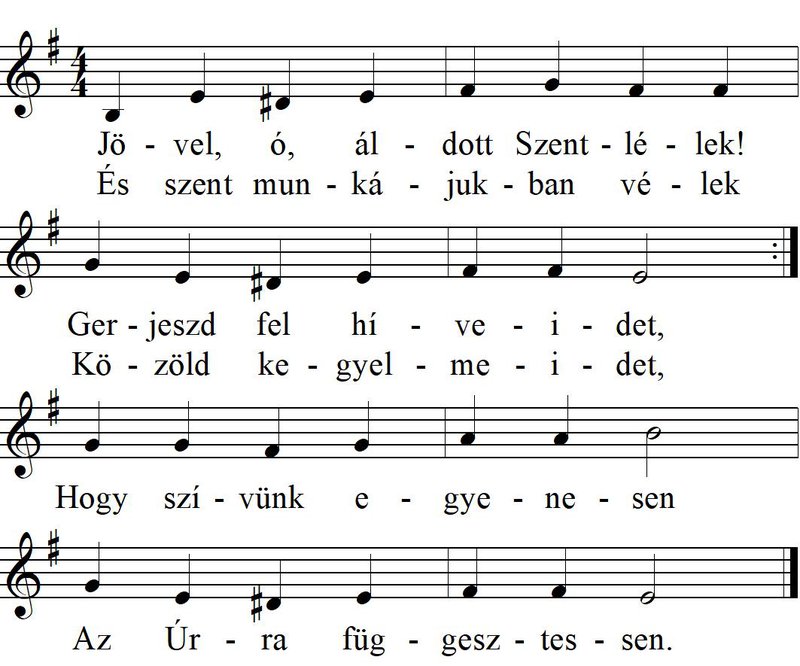 4
4
Jö - vel, ó, ál - dott Szent - lé - lek!
És szent mun - ká - juk - ban vé - lek
Ger - jeszd fel hí - ve - i - det,
Kö - zöld ke - gyel - me - i - det,
Hogy szí - vünk e - gye - ne - sen
Az Úr - ra füg - gesz - tes - sen.